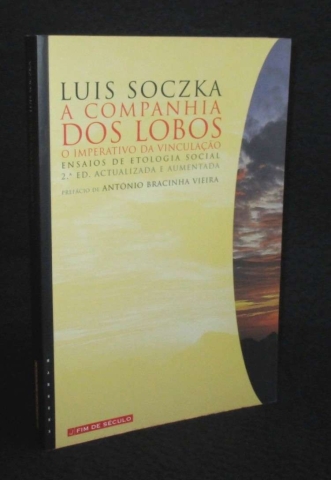 LUIS SOCZKA
A COMPANHIA
DOS LOBOS
O IMPERATIVO DA VINCULAÇÃO
ENSAIOS DE ETOLOGIA SOCIAL
2.ª ED. ACTUALIZADA E AUMENTADA
PREFÁCIO DE ANTÓNIO BRACINHA VIEIRA
FIM DE SÉCULO